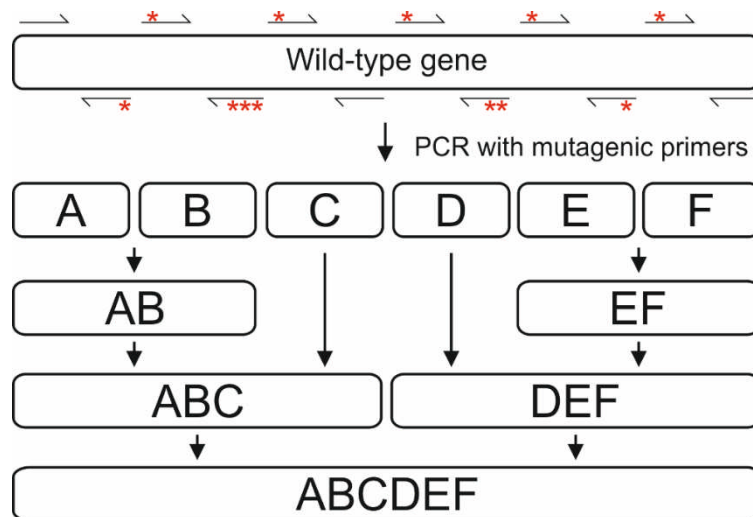 * * * * *
Wild-type gene
* *** ** *
PCR with mutagenic primers
A B C D E F
AB EF
ABC DEF
ABCDEF